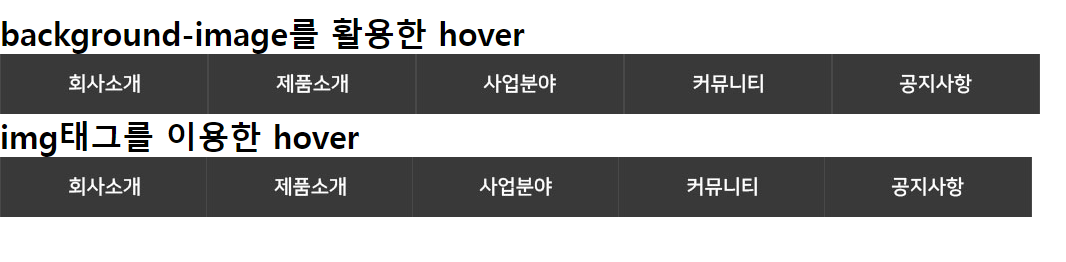 background-image를 활용한 hover
회사소개 제품소개 사업분야 커뮤니티 공지사항
img태그를 이용한 hover
회사소개 제품소개 사업분야 커뮤니티 공지사항